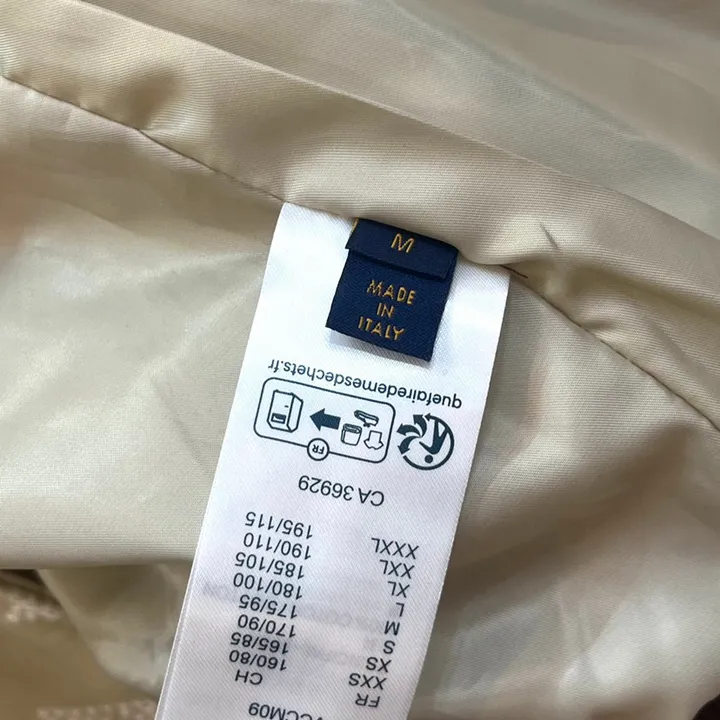 M
MADE
IN
ITALY
FR CH
XXS 160/80
XS 165/85
S 170/90
M 175/95
L 180/100
XL 185/105
XXL 190/110
XXXL 195/115
CA 36929
FR
quefairedemesdechets.fr